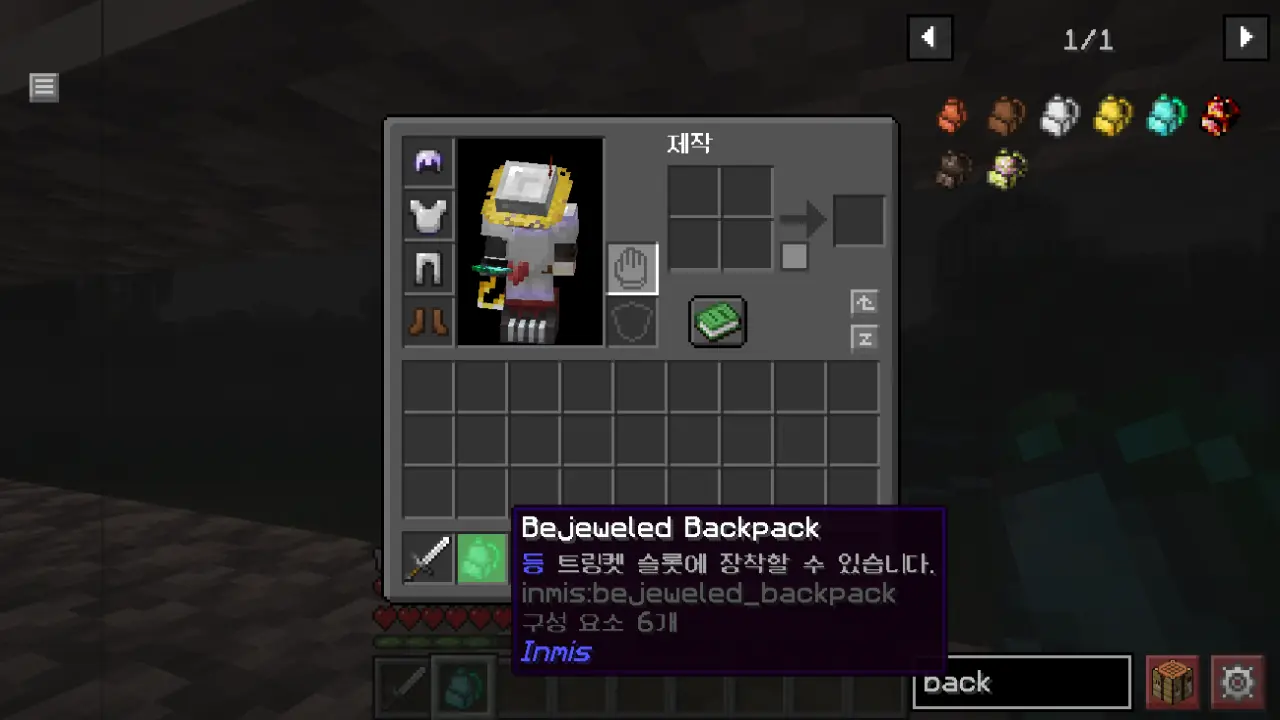 1/1
제작
Bejeweled Backpack
등 트링켓 슬롯에 장착할 수 있습니다.
inmis:bejeweled_backpack
구성 요소 6개
Inmis
back